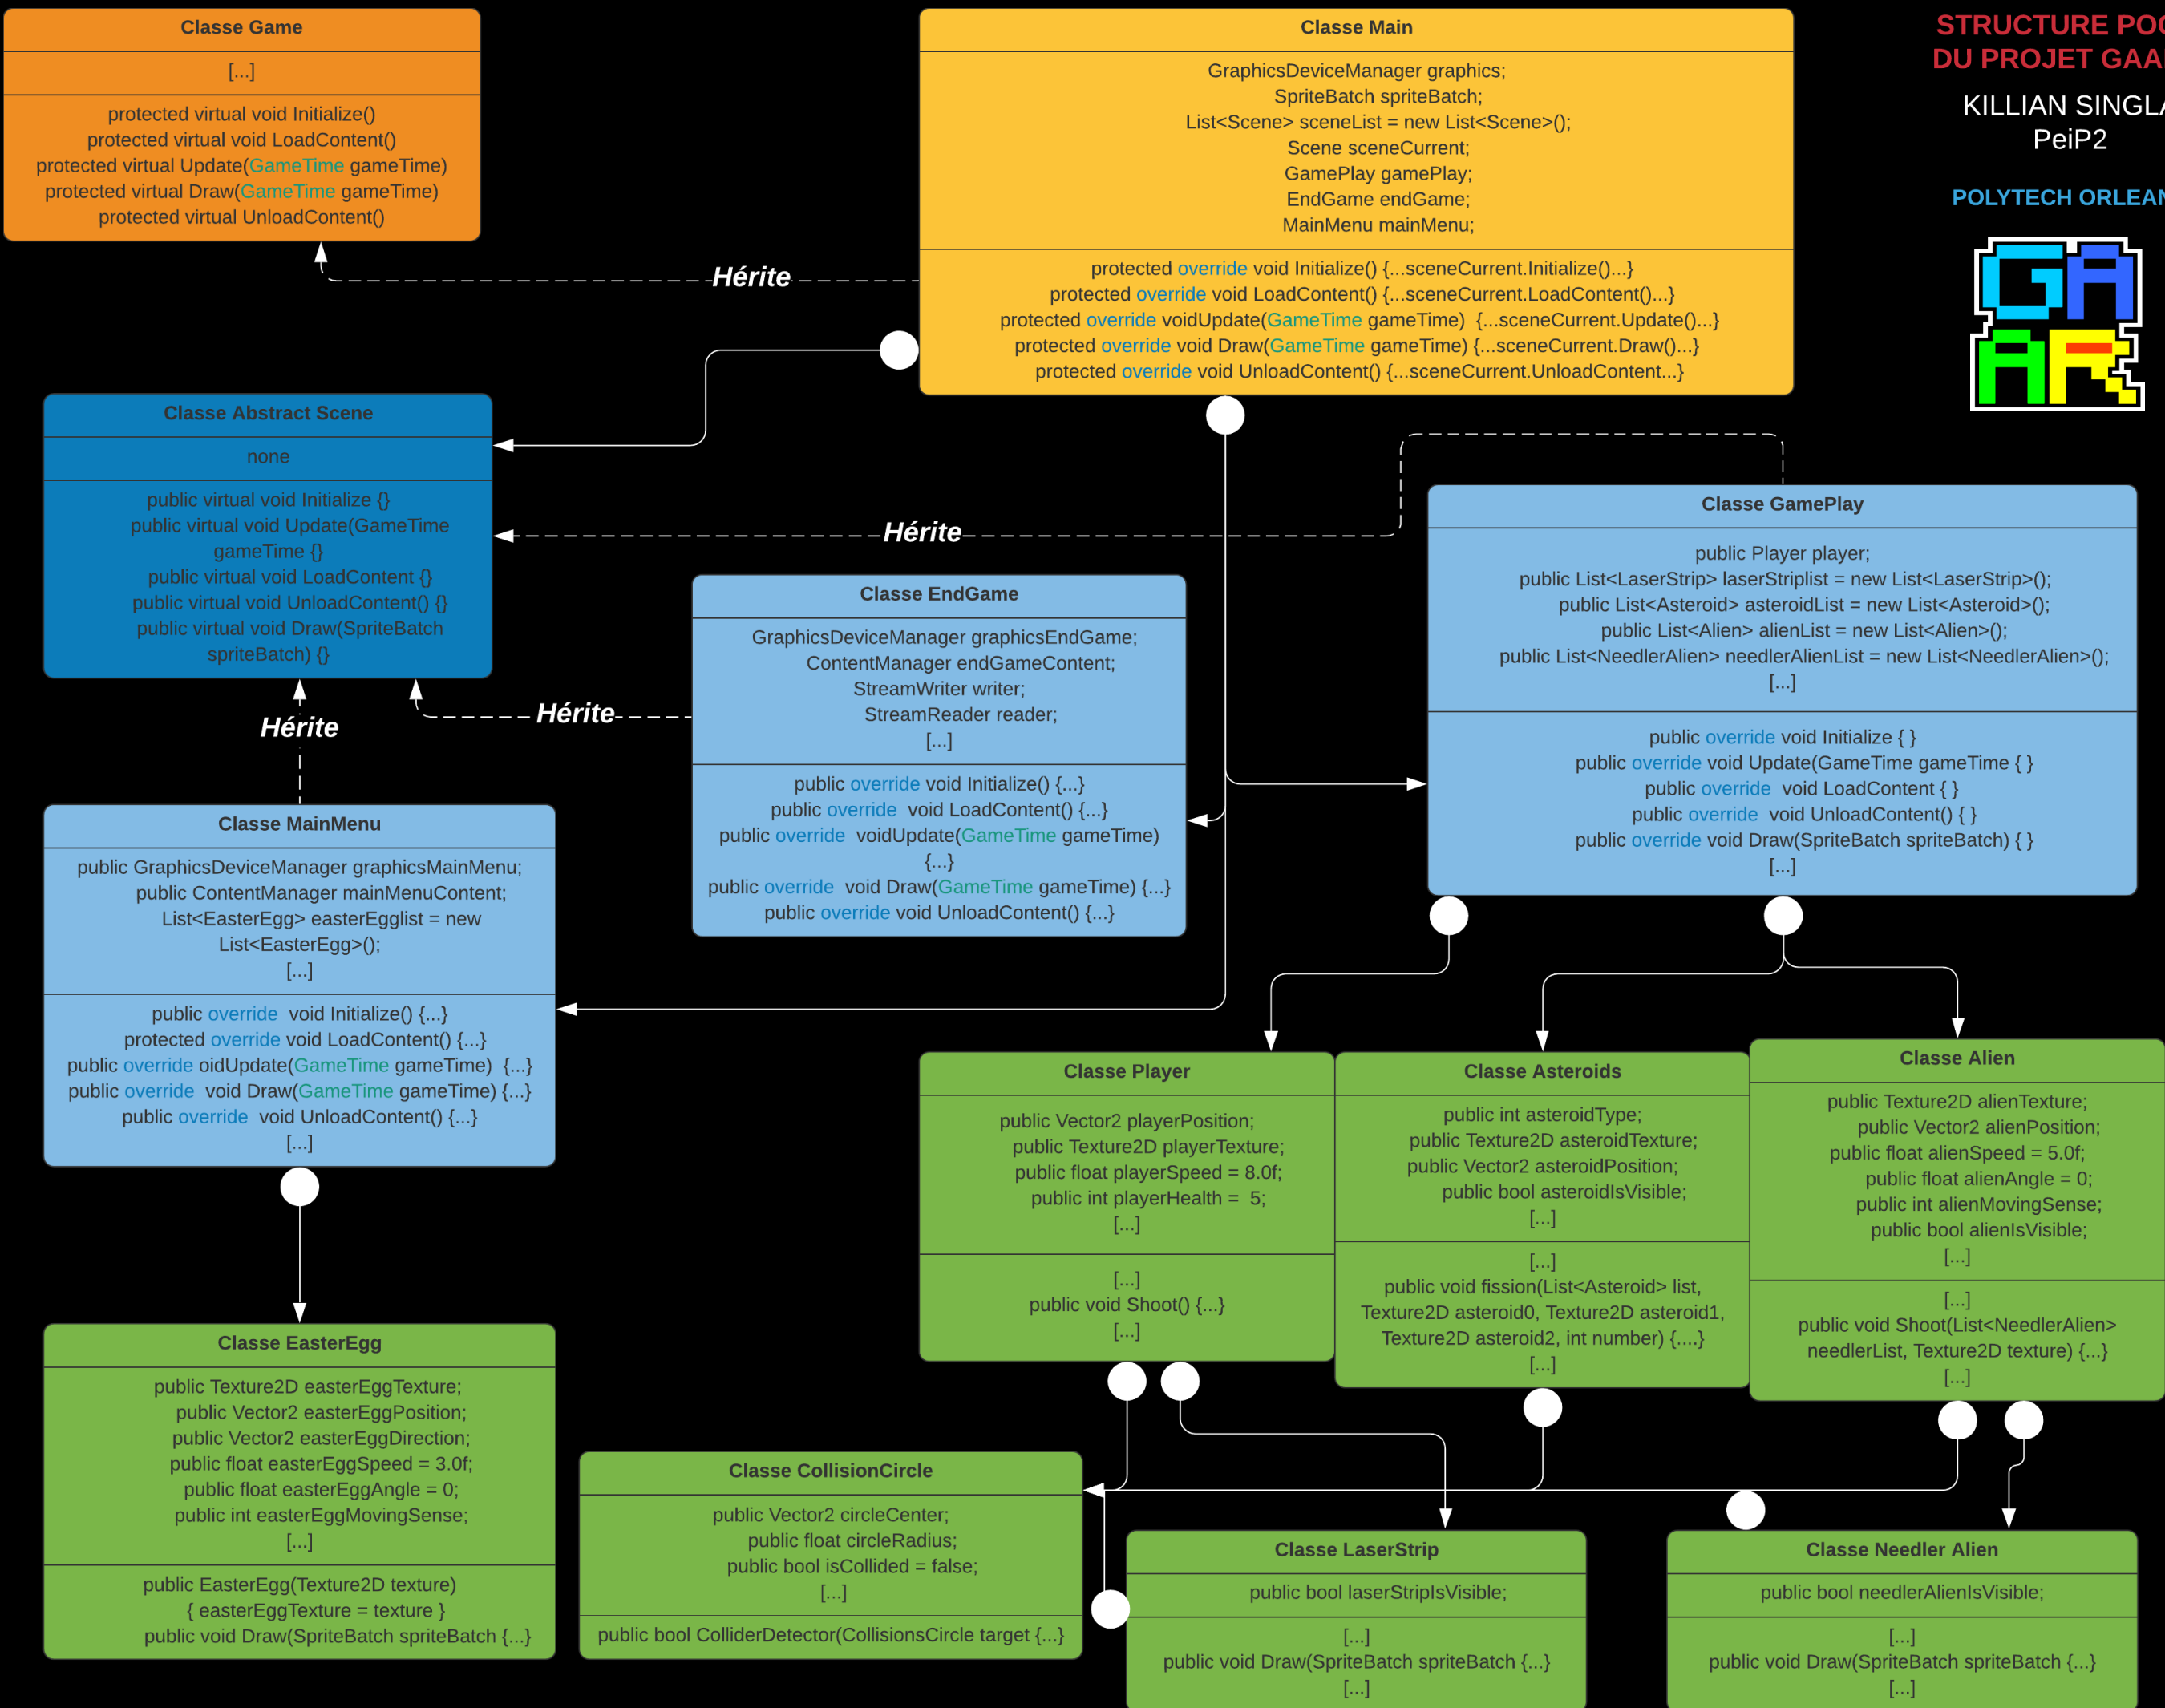 Classe Game
[...]
protected virtual void Initialize()
protected virtual void LoadContent()
protected virtual Update(GameTime gameTime)
protected virtual Draw(GameTime gameTime)
protected virtual UnloadContent()
Classe Main
GraphicsDeviceManager graphics;
SpriteBatch spriteBatch;
List<Scene> sceneList = new List<Scene>();
Scene sceneCurrent;
GamePlay gamePlay;
EndGame endGame;
MainMenu mainMenu;
protected override void Initialize() {...sceneCurrent.Initialize()...}
protected override void LoadContent() {...sceneCurrent.LoadContent()...}
protected override voidUpdate(GameTime gameTime)  {...sceneCurrent.Update()...}
protected override void Draw(GameTime gameTime) {...sceneCurrent.Draw()...}
protected override void UnloadContent() {...sceneCurrent.UnloadContent...}
STRUCTURE
DU PROJET
KILLIAN
PeiP2
POLYTECH
GA
AR
Hérite
Classe Abstract Scene
none
public virtual void Initialize {}
public virtual void Update(GameTime
gameTime {}
public virtual void LoadContent {}
public virtual void UnloadContent() {}
public virtual void Draw(SpriteBatch
spriteBatch) {}
Hérite
Classe GamePlay
public Player player;
public List<LaserStrip> laserStriplist = new List<LaserStrip>();
public List<Asteroid> asteroidList = new List<Asteroid>();
public List<Alien> alienList = new List<Alien>();
public List<NeedlerAlien> needlerAlienList = new List<NeedlerAlien>();
[...]
public override void Initialize { }
public override void Update(GameTime gameTime { }
public override  void LoadContent { }
public override  void UnloadContent() { }
public override void Draw(SpriteBatch spriteBatch) { }
[...]
Classe EndGame
GraphicsDeviceManager graphicsEndGame;
ContentManager endGameContent;
StreamWriter writer;
StreamReader reader;
[...]
public override void Initialize() {...}
public override  void LoadContent() {...}
public override  voidUpdate(GameTime gameTime)
{...}
public override  void Draw(GameTime gameTime) {...}
public override void UnloadContent() {...}
Hérite
Hérite
Classe MainMenu
public GraphicsDeviceManager graphicsMainMenu;
public ContentManager mainMenuContent;
List<EasterEgg> easterEgglist = new
List<EasterEgg>();
[...]
public override  void Initialize() {...}
protected override void LoadContent() {...}
public override oidUpdate(GameTime gameTime)  {...}
public override  void Draw(GameTime gameTime) {...}
public override  void UnloadContent() {...}
[...]
Classe Player
public Vector2 playerPosition;
public Texture2D playerTexture;
public float playerSpeed = 8.0f;
public int playerHealth =  5;
[...]
[...]
public void Shoot() {...}
[...]
Classe Asteroids
public int asteroidType;
public Texture2D asteroidTexture;
public Vector2 asteroidPosition;
public bool asteroidIsVisible;
[...]
[...]
public void fission(List<Asteroid> list,
Texture2D asteroid0, Texture2D asteroid1,
Texture2D asteroid2, int number) {....}
[...]
Classe Alien
public Texture2D alienTexture;
public Vector2 alienPosition;
public float alienSpeed = 5.0f;
public float alienAngle = 0;
public int alienMovingSense;
public bool alienIsVisible;
[...]
[...]
public void Shoot(List<NeedlerAlien>
needlerList, Texture2D texture) {...}
[...]
Classe EasterEgg
public Texture2D easterEggTexture;
public Vector2 easterEggPosition;
public Vector2 easterEggDirection;
public float easterEggSpeed = 3.0f;
public float easterEggAngle = 0;
public int easterEggMovingSense;
[...]
public EasterEgg(Texture2D texture)
{ easterEggTexture = texture }
public void Draw(SpriteBatch spriteBatch {...}
Classe CollisionCircle
public Vector2 circleCenter;
public float circleRadius;
public bool isCollided = false;
[...]
public bool ColliderDetector(CollisionsCircle target {...}
Classe LaserStrip
public bool laserStripIsVisible;
[...]
public void Draw(SpriteBatch spriteBatch {...}
[...]
Classe Needler Alien
public bool needlerAlienIsVisible;
[...]
public void Draw(SpriteBatch spriteBatch {...}
[...]